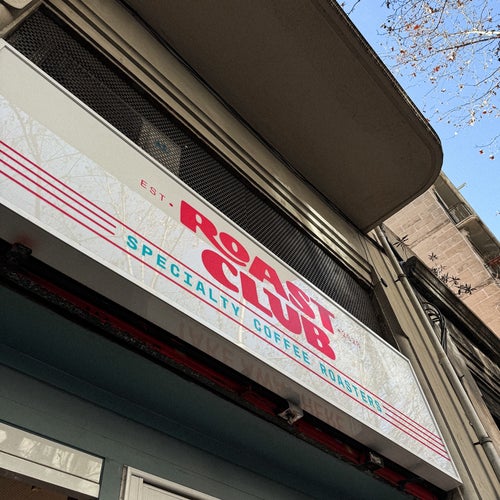 EST•
ROAST
CLUB
SPECIALTY COFFEE ROASTERS